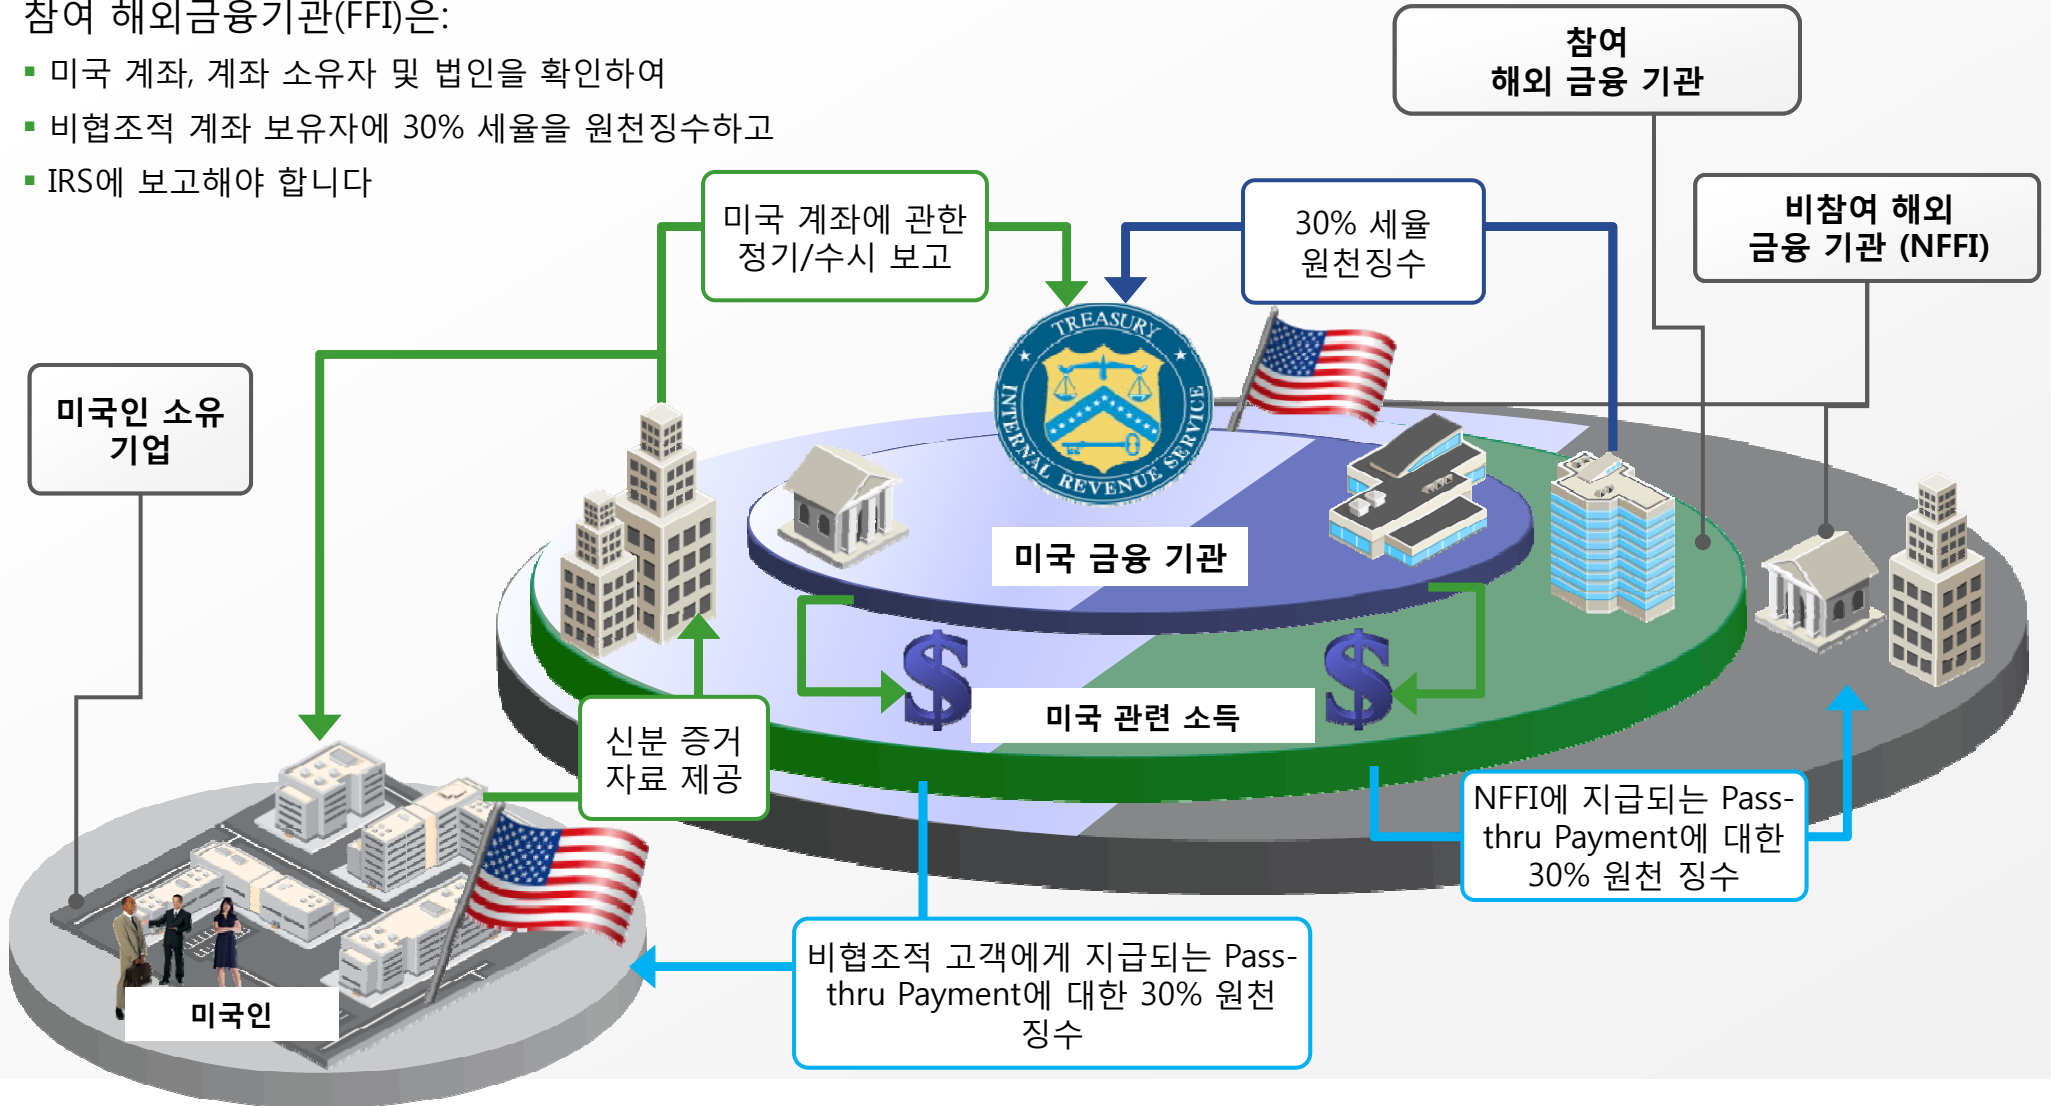 참여 해외금융기관(FFI)은:
▪ 미국 계좌, 계좌 소유자 및 법인을 확인하여
▪ 비협조적 계좌 보유자에 30% 세율을 원천징수하고
▪ IRS에 보고해야 합니다
참여
해외 금융 기관
비참여 해외
금융 기관 (NFFI)
미국 계좌에 관한
정기/수시 보고
30% 세율
원천징수
미국인 소유
기업
TREASURY
INTERNAL REVENUE SERVICE
미국 금융 기관
미국 관련 소득
신분 증거
자료 제공
NFFI에 지급되는 Pass-
thru Payment에 대한
30% 원천 징수
비협조적 고객에게 지급되는 Pass-
thru Payment에 대한 30% 원천
징수
미국인